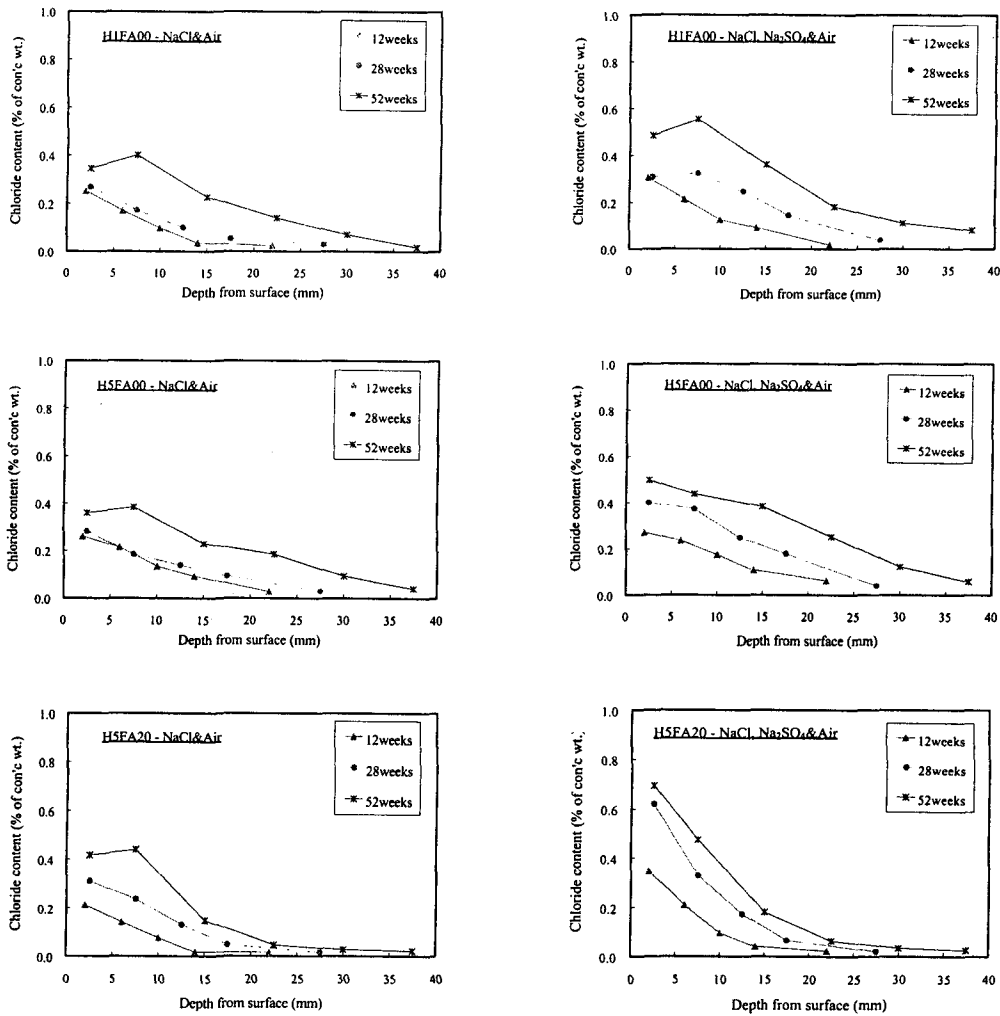 H1FA00 - NaCl&Air
12weeks
28weeks
52weeks
Chloride content (% of con'c wt.)
1.0
0.8
0.6
0.4
0.2
0.0
0 5 10 15 20 25 30 35 40
Depth from surface (mm)
H1FA00 - NaCl, Na₂SO₄&Air
12weeks
28weeks
52weeks
Chloride content (% of con'c wt.)
1.0
0.8
0.6
0.4
0.2
0.0
0 5 10 15 20 25 30 35 40
Depth from surface (mm)
H5FA00 - NaCl&Air
12weeks
28weeks
52weeks
Chloride content (% of con'c wt.)
1.0
0.8
0.6
0.4
0.2
0.0
0 5 10 15 20 25 30 35 40
Depth from surface (mm)
H5FA00 - NaCl, Na₂SO₄&Air
12weeks
28weeks
52weeks
Chloride content (% of con'c wt.)
1.0
0.8
0.6
0.4
0.2
0.0
0 5 10 15 20 25 30 35 40
Depth from surface (mm)
H5FA20 - NaCl&Air
12weeks
28weeks
52weeks
Chloride content (% of con'c wt.)
1.0
0.8
0.6
0.4
0.2
0.0
0 5 10 15 20 25 30 35 40
Depth from surface (mm)
H5FA20 - NaCl, Na₂SO₄&Air
12weeks
28weeks
52weeks
Chloride content (% of con'c wt.)
1.0
0.8
0.6
0.4
0.2
0.0
0 5 10 15 20 25 30 35 40
Depth from surface (mm)